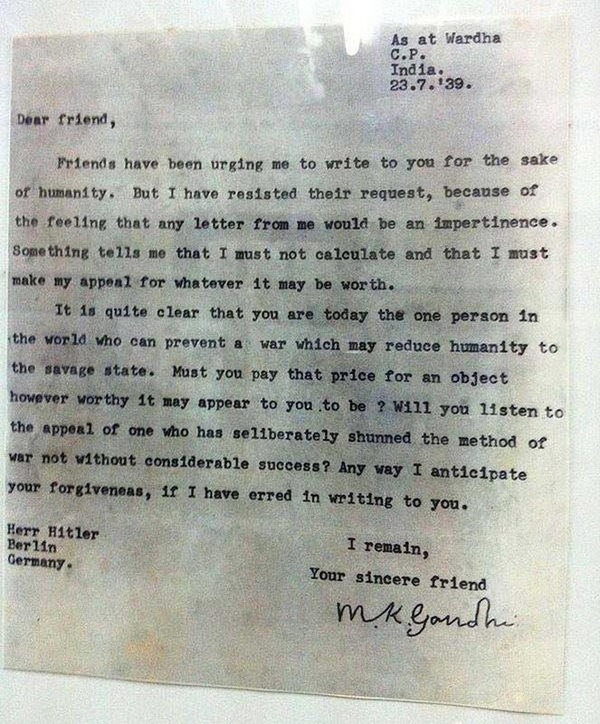 As at Wardha
C.P.
India.
23.7.'39.
Dear friend,
Friends have been urging me to write to you for the sake
of humanity. But I have resisted their request, because of
the feeling that any letter from me would be an impertinence.
Something tells me that I must not calculate and that I must
make my appeal for whatever it may be worth.
It is quite clear that you are today the one person in
the world who can prevent a war which may reduce humanity to
the savage state. Must you pay that price for an object
however worthy it may appear to you to be ? Will you listen to
the appeal of one who has seliberately shunned the method of
war not without considerable success? Any way I anticipate
your forgiveneas, if I have erred in writing to you.
Herr Hitler
Berlin
Germany.
I remain,
Your sincere friend
M.K.Gandhi